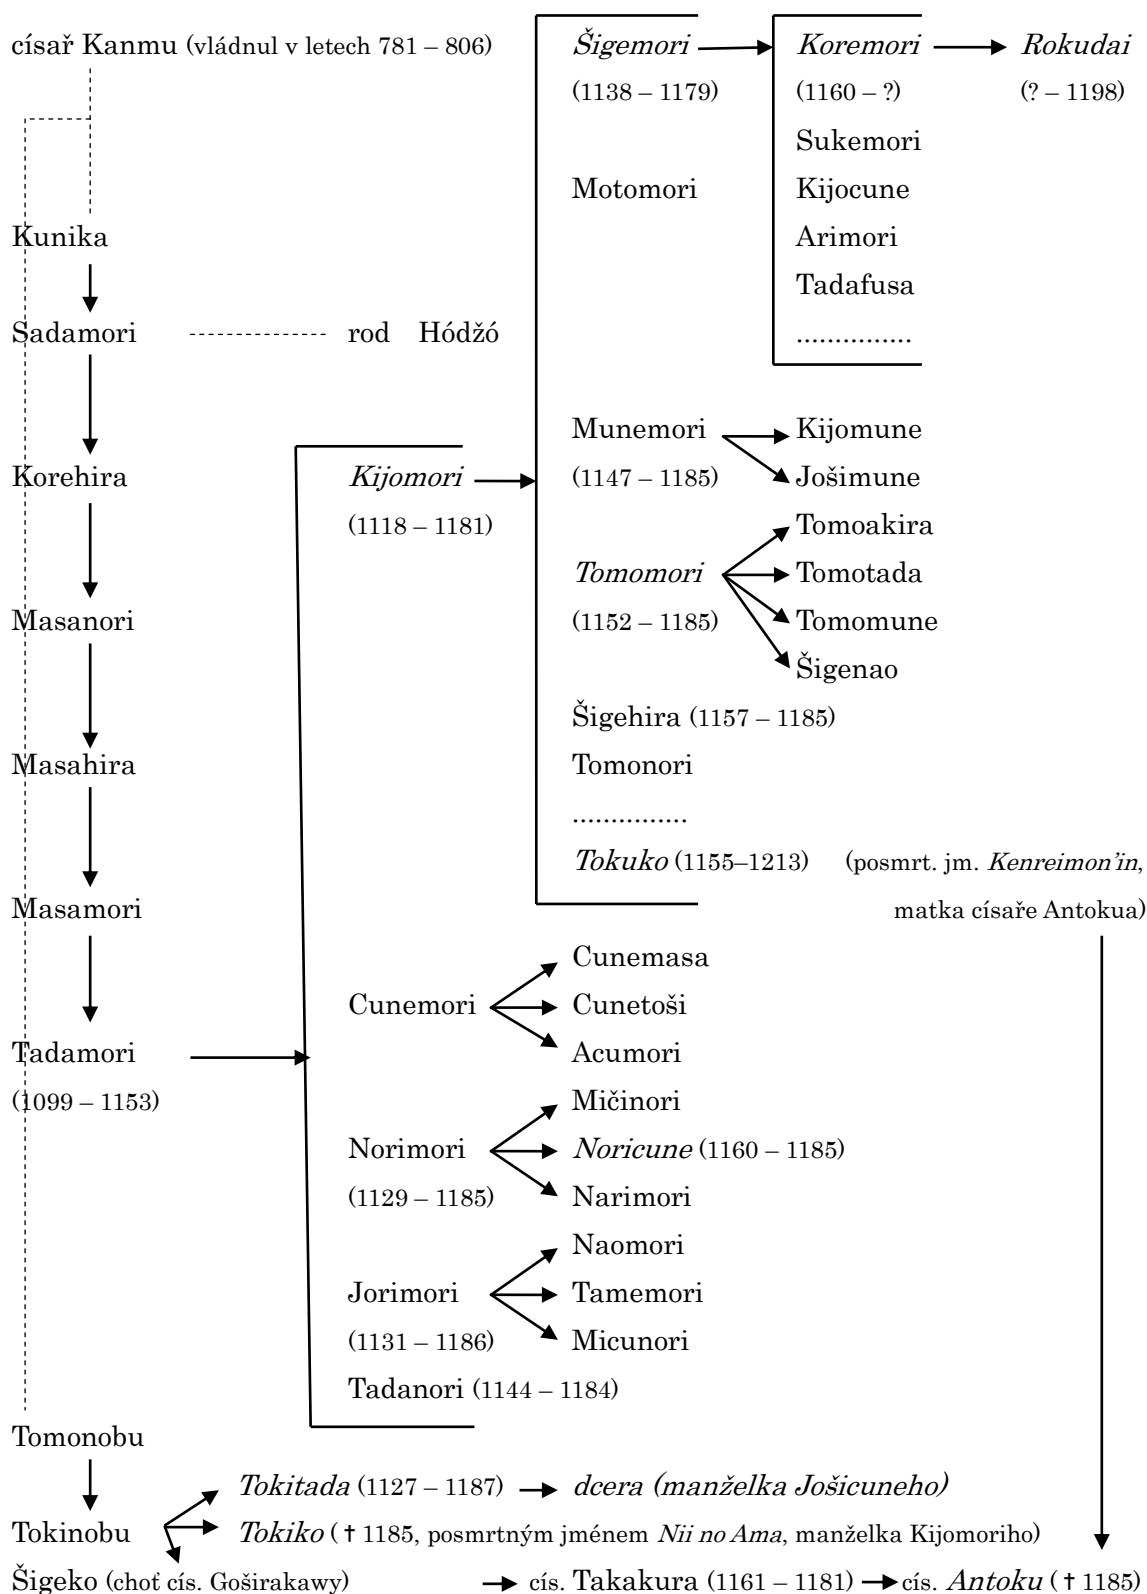 císař Kanmu (vládnul v letech 781 – 806)
Šigemori
Koremori
Rokudai
(1138 – 1179)
(1160 – ?)
(? – 1198)
Sukemori
Motomori
Kijocune
Kunika
Arimori
Tadafusa
Sadamori
rod Hódžó
...............
Munemori
Kijomune
Korehira
Kijomori
(1147 – 1185)
Jošimune
(1118 – 1181)
Tomoakira
Tomomori
Tomotada
Masanori
(1152 – 1185)
Tomomune
Šigenao
Šigehira (1157 – 1185)
Masahira
Tomonori
...............
Tokuko (1155–1213) (posmrt. jm. Kenreimon’in,
Masamori
matka císaře Antokua)
Cunemasa
Cunemori
Cunetoši
Tadamori
Acumori
(1099 – 1153)
Mičinori
Norimori
Noricune (1160 – 1185)
(1129 – 1185)
Narimori
Naomori
Jorimori
Tamemori
(1131 – 1186)
Micunori
Tadanori (1144 – 1184)
Tomonobu
Tokitada (1127 – 1187)
dcera (manželka Jošicuneho)
Tokinobu
Tokiko († 1185, posmrtným jménem Nii no Ama, manželka Kijomoriho)
Šigeko (choť cís. Goširakawy)
cís. Takakura (1161 – 1181)
cís. Antoku († 1185)